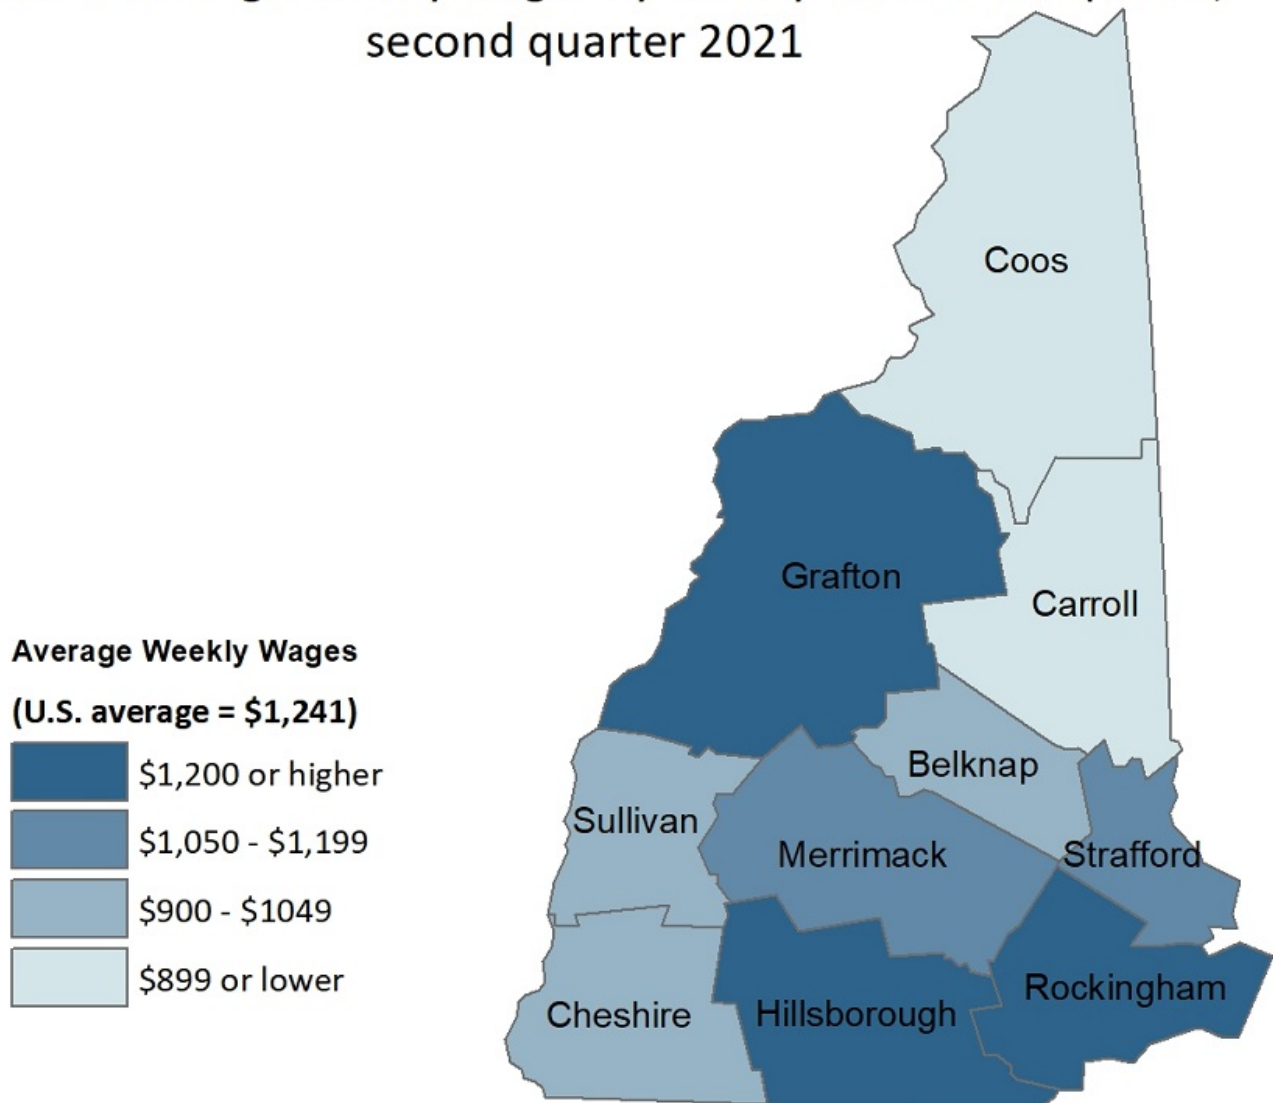 second quarter 2021
Coos
Grafton
Carroll
Average Weekly Wages
(U.S. average = $1,241)
$1,200 or higher
$1,050 - $1,199
$900 - $1049
$899 or lower
Belknap
Sullivan
Merrimack
Strafford
Rockingham
Cheshire
Hillsborough